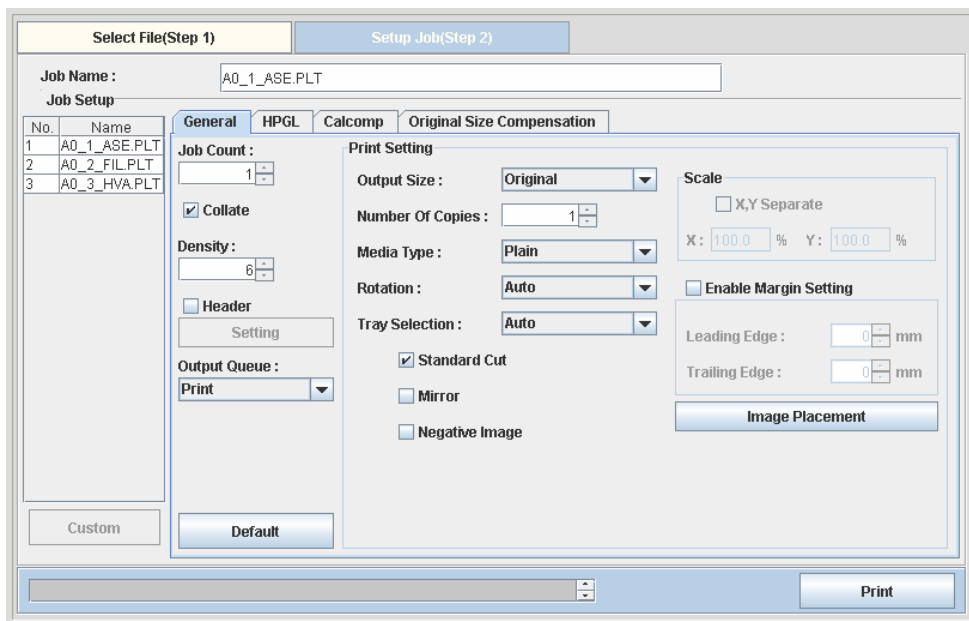 Select File(Step 1)
Setup Job(Step 2)
Job Name :
A0_1_ASE.PLT
Job Setup
No. Name
1 A0_1_ASE.PLT
2 A0_2_FIL.PLT
3 A0_3_HVA.PLT
Custom
General HPGL Calcomp Original Size Compensation
Job Count :
1
Collate
Density :
6
Header
Setting
Output Queue :
Print
Default
Print Setting
Output Size : Original
Number Of Copies : 1
Media Type : Plain
Rotation : Auto
Tray Selection : Auto
Standard Cut
Mirror
Negative Image
Scale
X,Y Separate
X : 100.0 % Y : 100.0 %
Enable Margin Setting
Leading Edge : 0 mm
Trailing Edge : 0 mm
Image Placement
Print